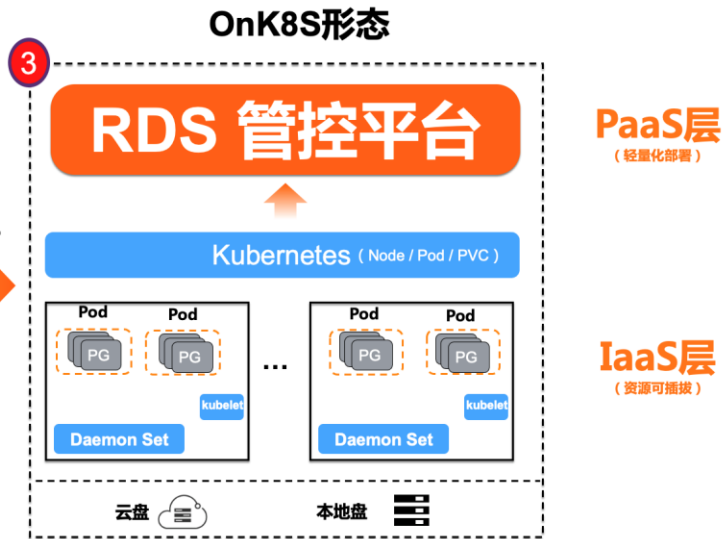 OnK8S形态
3
RDS 管控平台
PaaS层
（轻量化部署）
Kubernetes（Node / Pod / PVC）
Pod Pod
PG PG
kubelet
Daemon Set
...
Pod Pod
PG PG
kubelet
Daemon Set
IaaS层
（资源可插拔）
云盘 本地盘